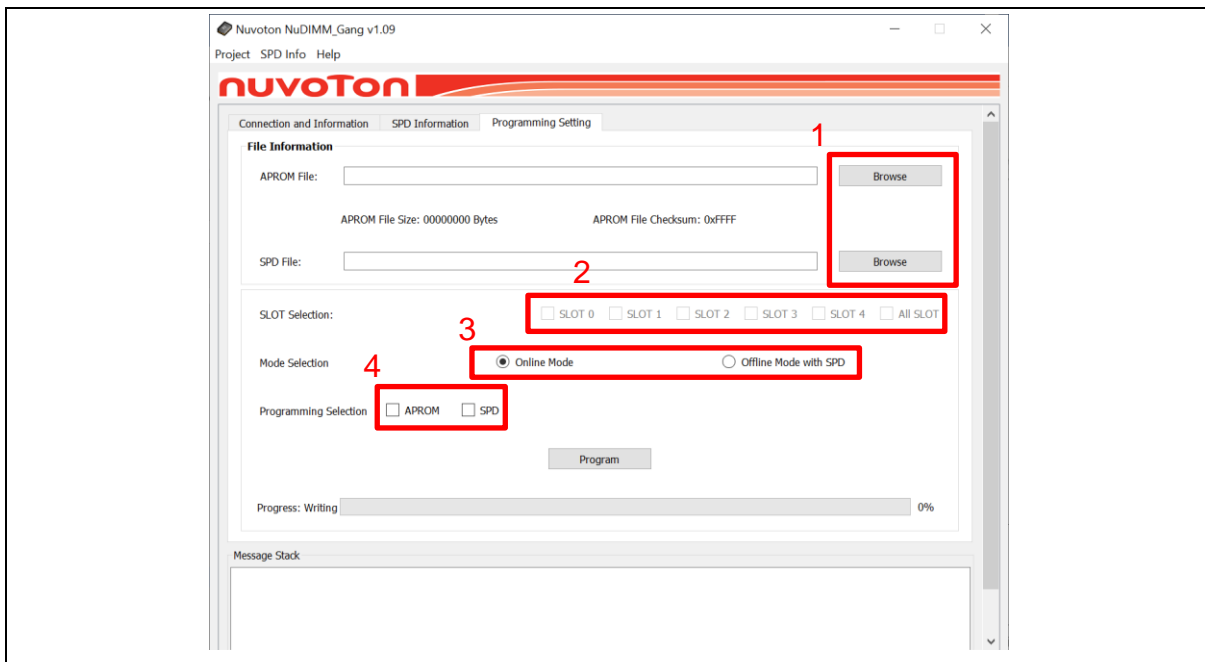 Nuvoton NuDIMM_Gang v1.09
Project SPD Info Help
nuvoTon
Connection and Information SPD Information Programming Setting
1
File Information
APROM File: Browse
APROM File Size: 00000000 Bytes APROM File Checksum: 0xFFFF
SPD File: Browse
2
SLOT Selection: SLOT 0 SLOT 1 SLOT 2 SLOT 3 SLOT 4 All SLOT
3
Mode Selection Online Mode Offline Mode with SPD
4
Programming Selection APROM SPD
Program
Progress: Writing 0%
Message Stack